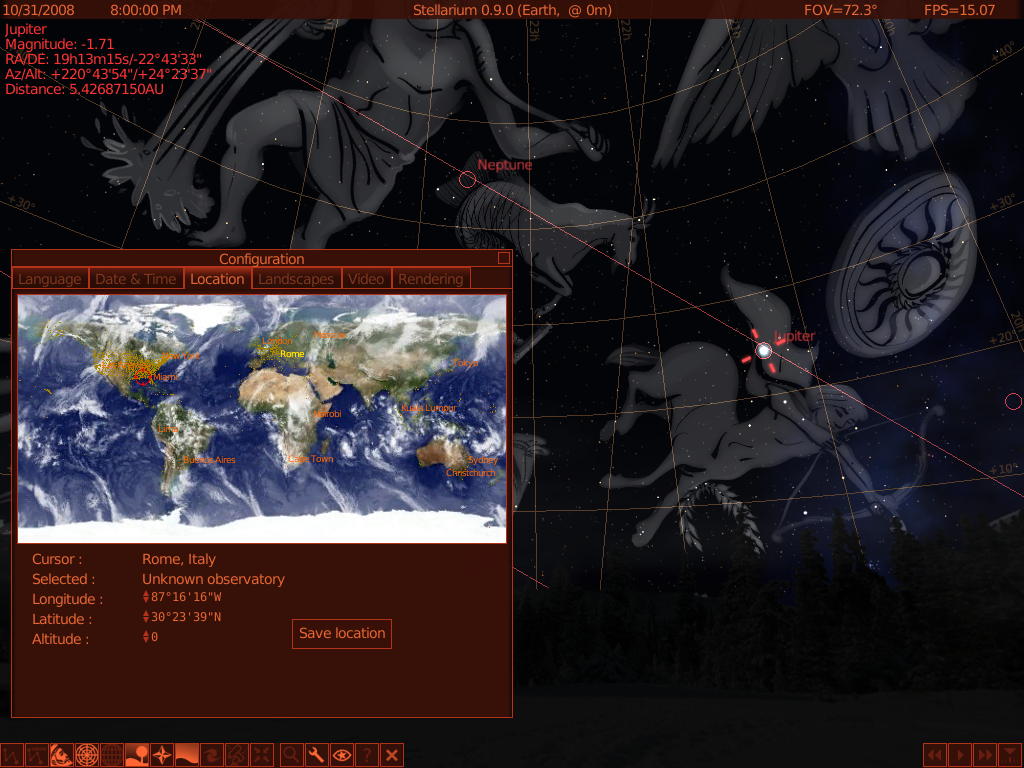 10/31/2008 8:00:00 PM Stellarium 0.9.0 (Earth, @ 0m) FOV=72.3° FPS=15.07
Jupiter
Magnitude: -1.71
RA/DE: 19h13m15s/-22°43'33"
Az/Alt: +220°43'54"/+24°23'37"
Distance: 5.42687150AU
23h
22h
+40°
Neptune
+30°
+30°
+20°
Jupiter
+10°
Configuration
Language Date & Time Location Landscapes Video Rendering
London
Rome
New York
Miami
Tokyo
Nairobi
Kuala Lumpur
Buenos Aires
Cape Town
Sydney
Christchurch
Cursor : Rome, Italy
Selected : Unknown observatory
Longitude : 87°16'16"W
Latitude : 30°23'39"N
Altitude : 0
Save location
?